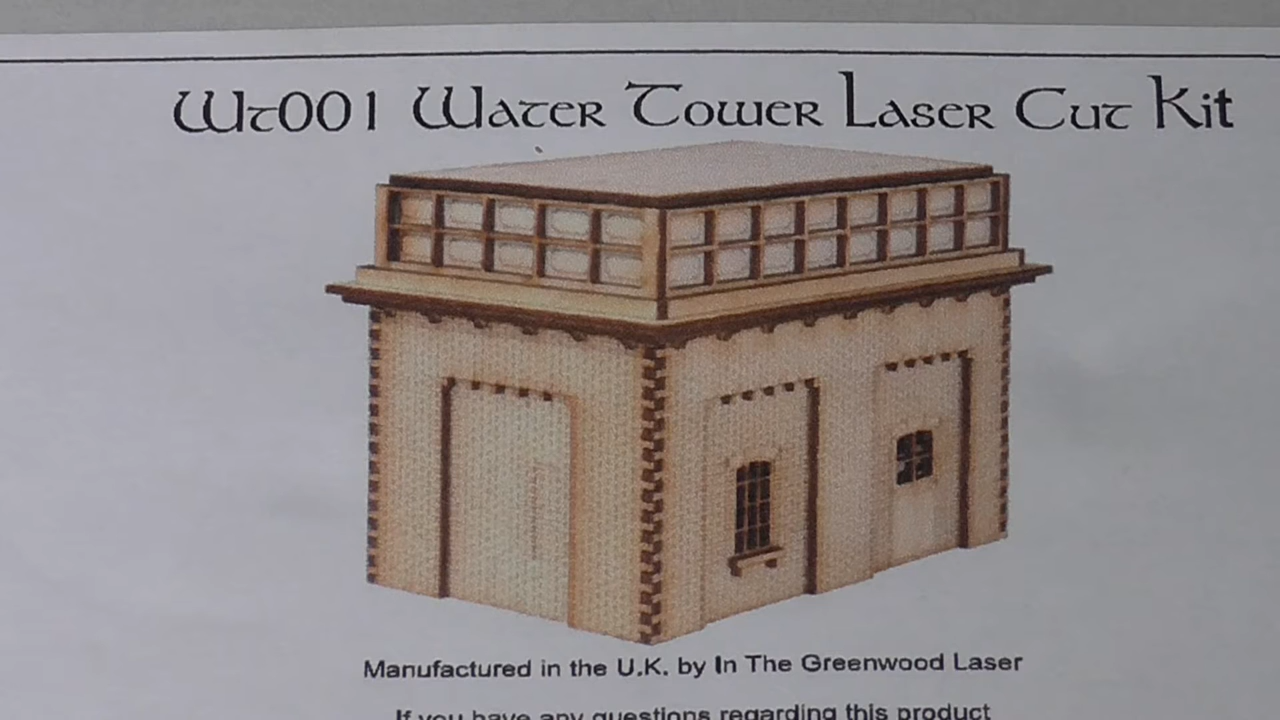 Wt001 Water Tower Laser Cut Kit
Manufactured in the U.K. by In The Greenwood Laser
If you have any questions regarding this product